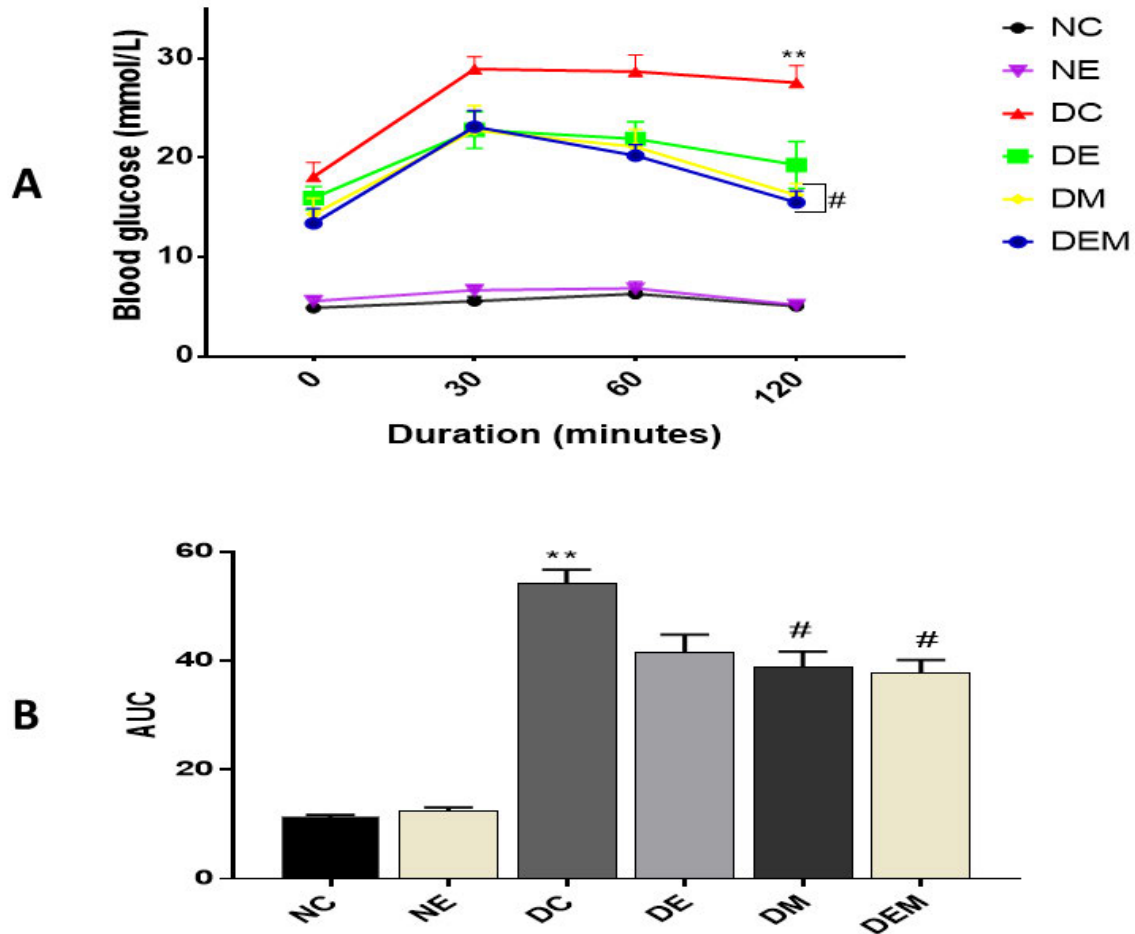 A
Blood glucose (mmol/L)
30
20
10
0
**
#
0 30 60 120
Duration (minutes)
NC
NE
DC
DE
DM
DEM
B
AUC
60
40
20
0
**
#
#
NC NE DC DE DM DEM